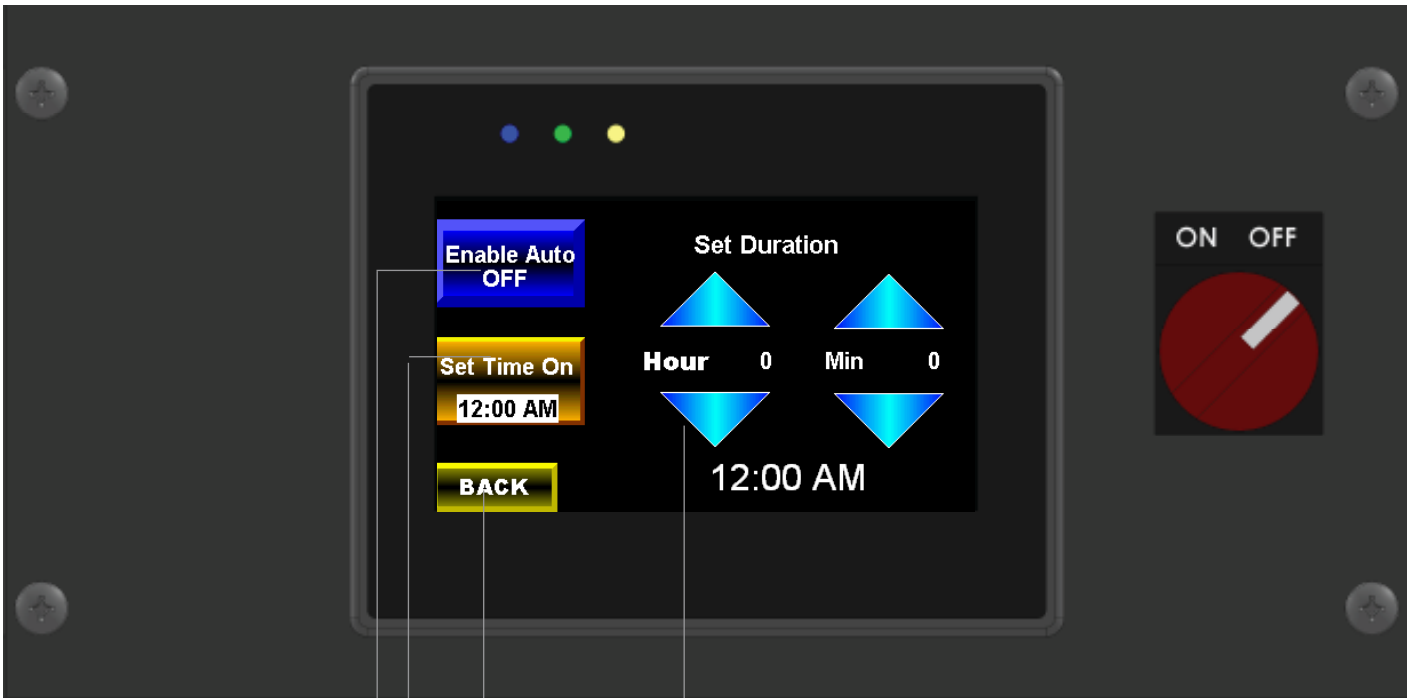 Enable Auto
OFF
Set Time On
12:00 AM
BACK
Set Duration
Hour 0 Min 0
12:00 AM
ON OFF